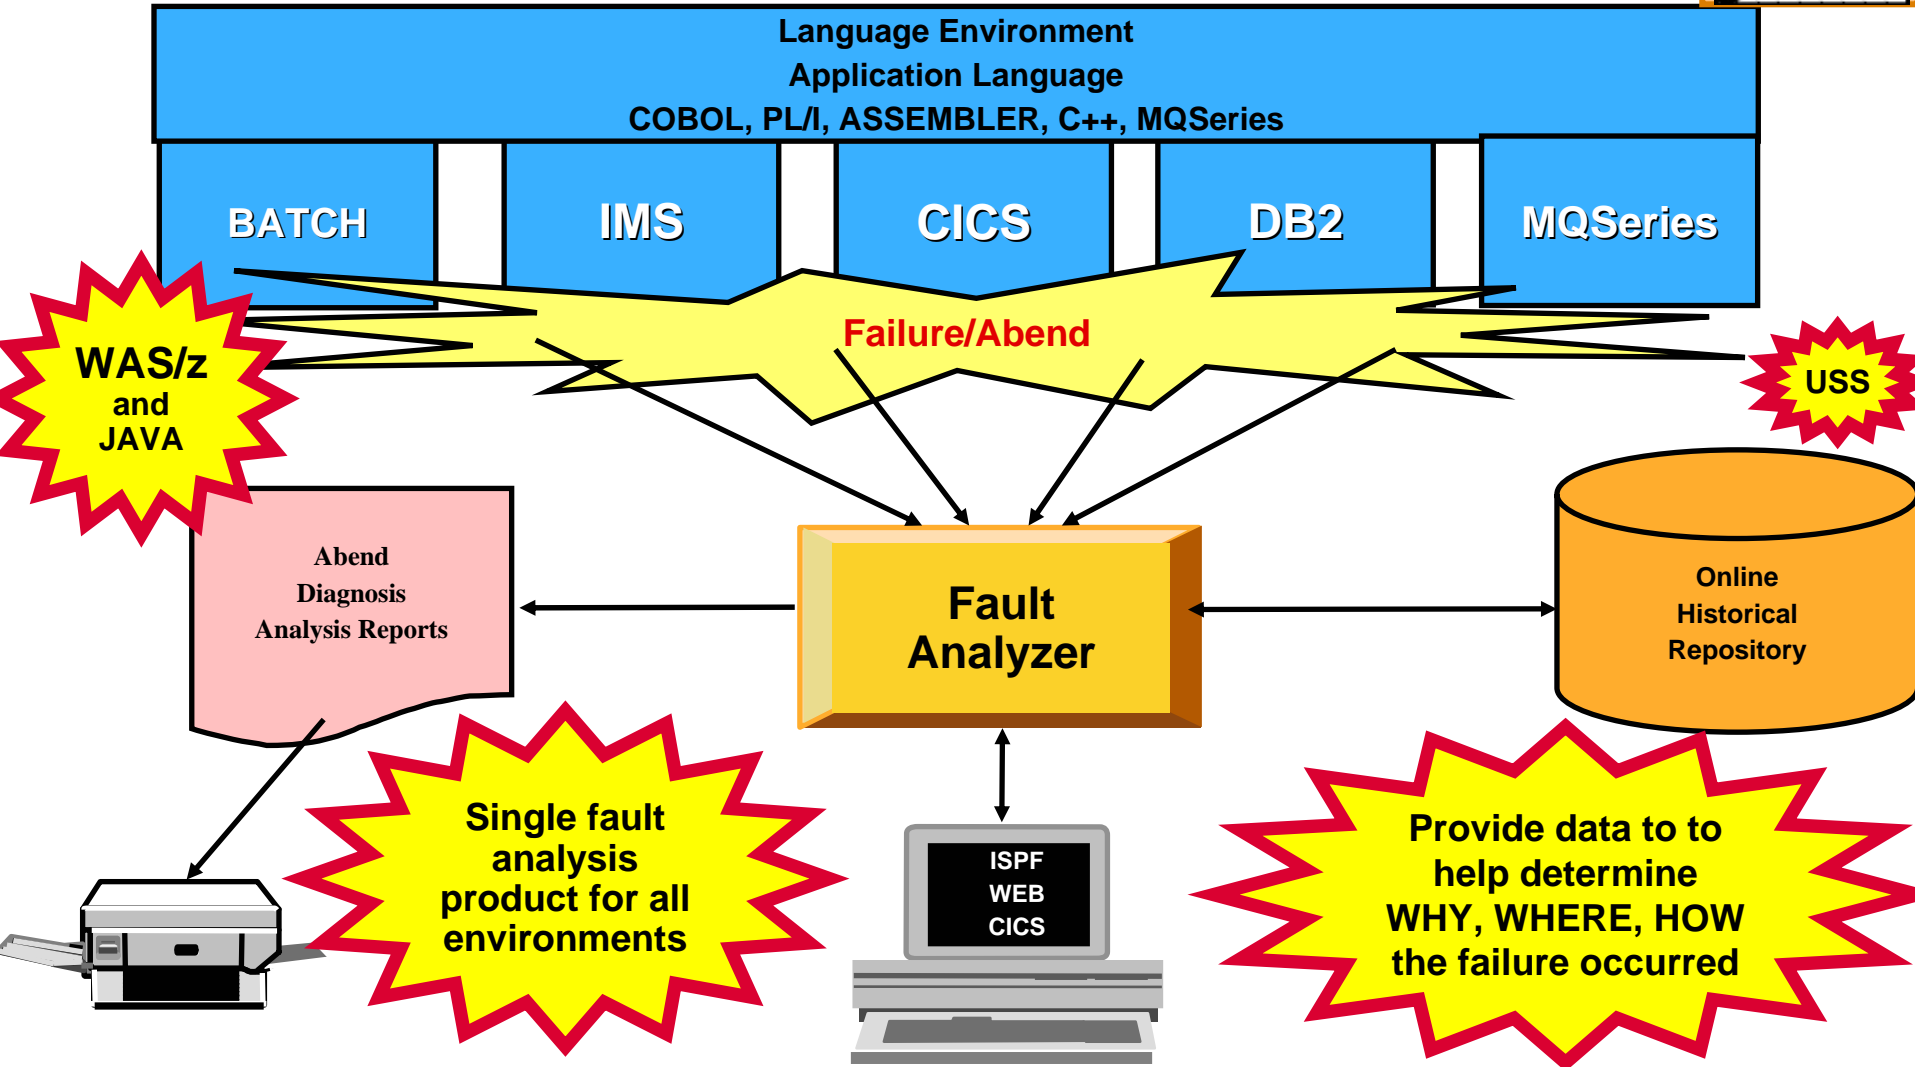 Language Environment
Application Language
COBOL, PL/I, ASSEMBLER, C++, MQSeries
BATCH
IMS
CICS
DB2
MQSeries
Failure/Abend
WAS/z
and
JAVA
USS
Abend
Diagnosis
Analysis Reports
Fault
Analyzer
Online
Historical
Repository
Single fault
analysis
product for all
environments
ISPF
WEB
CICS
Provide data to to
help determine
WHY, WHERE, HOW
the failure occurred